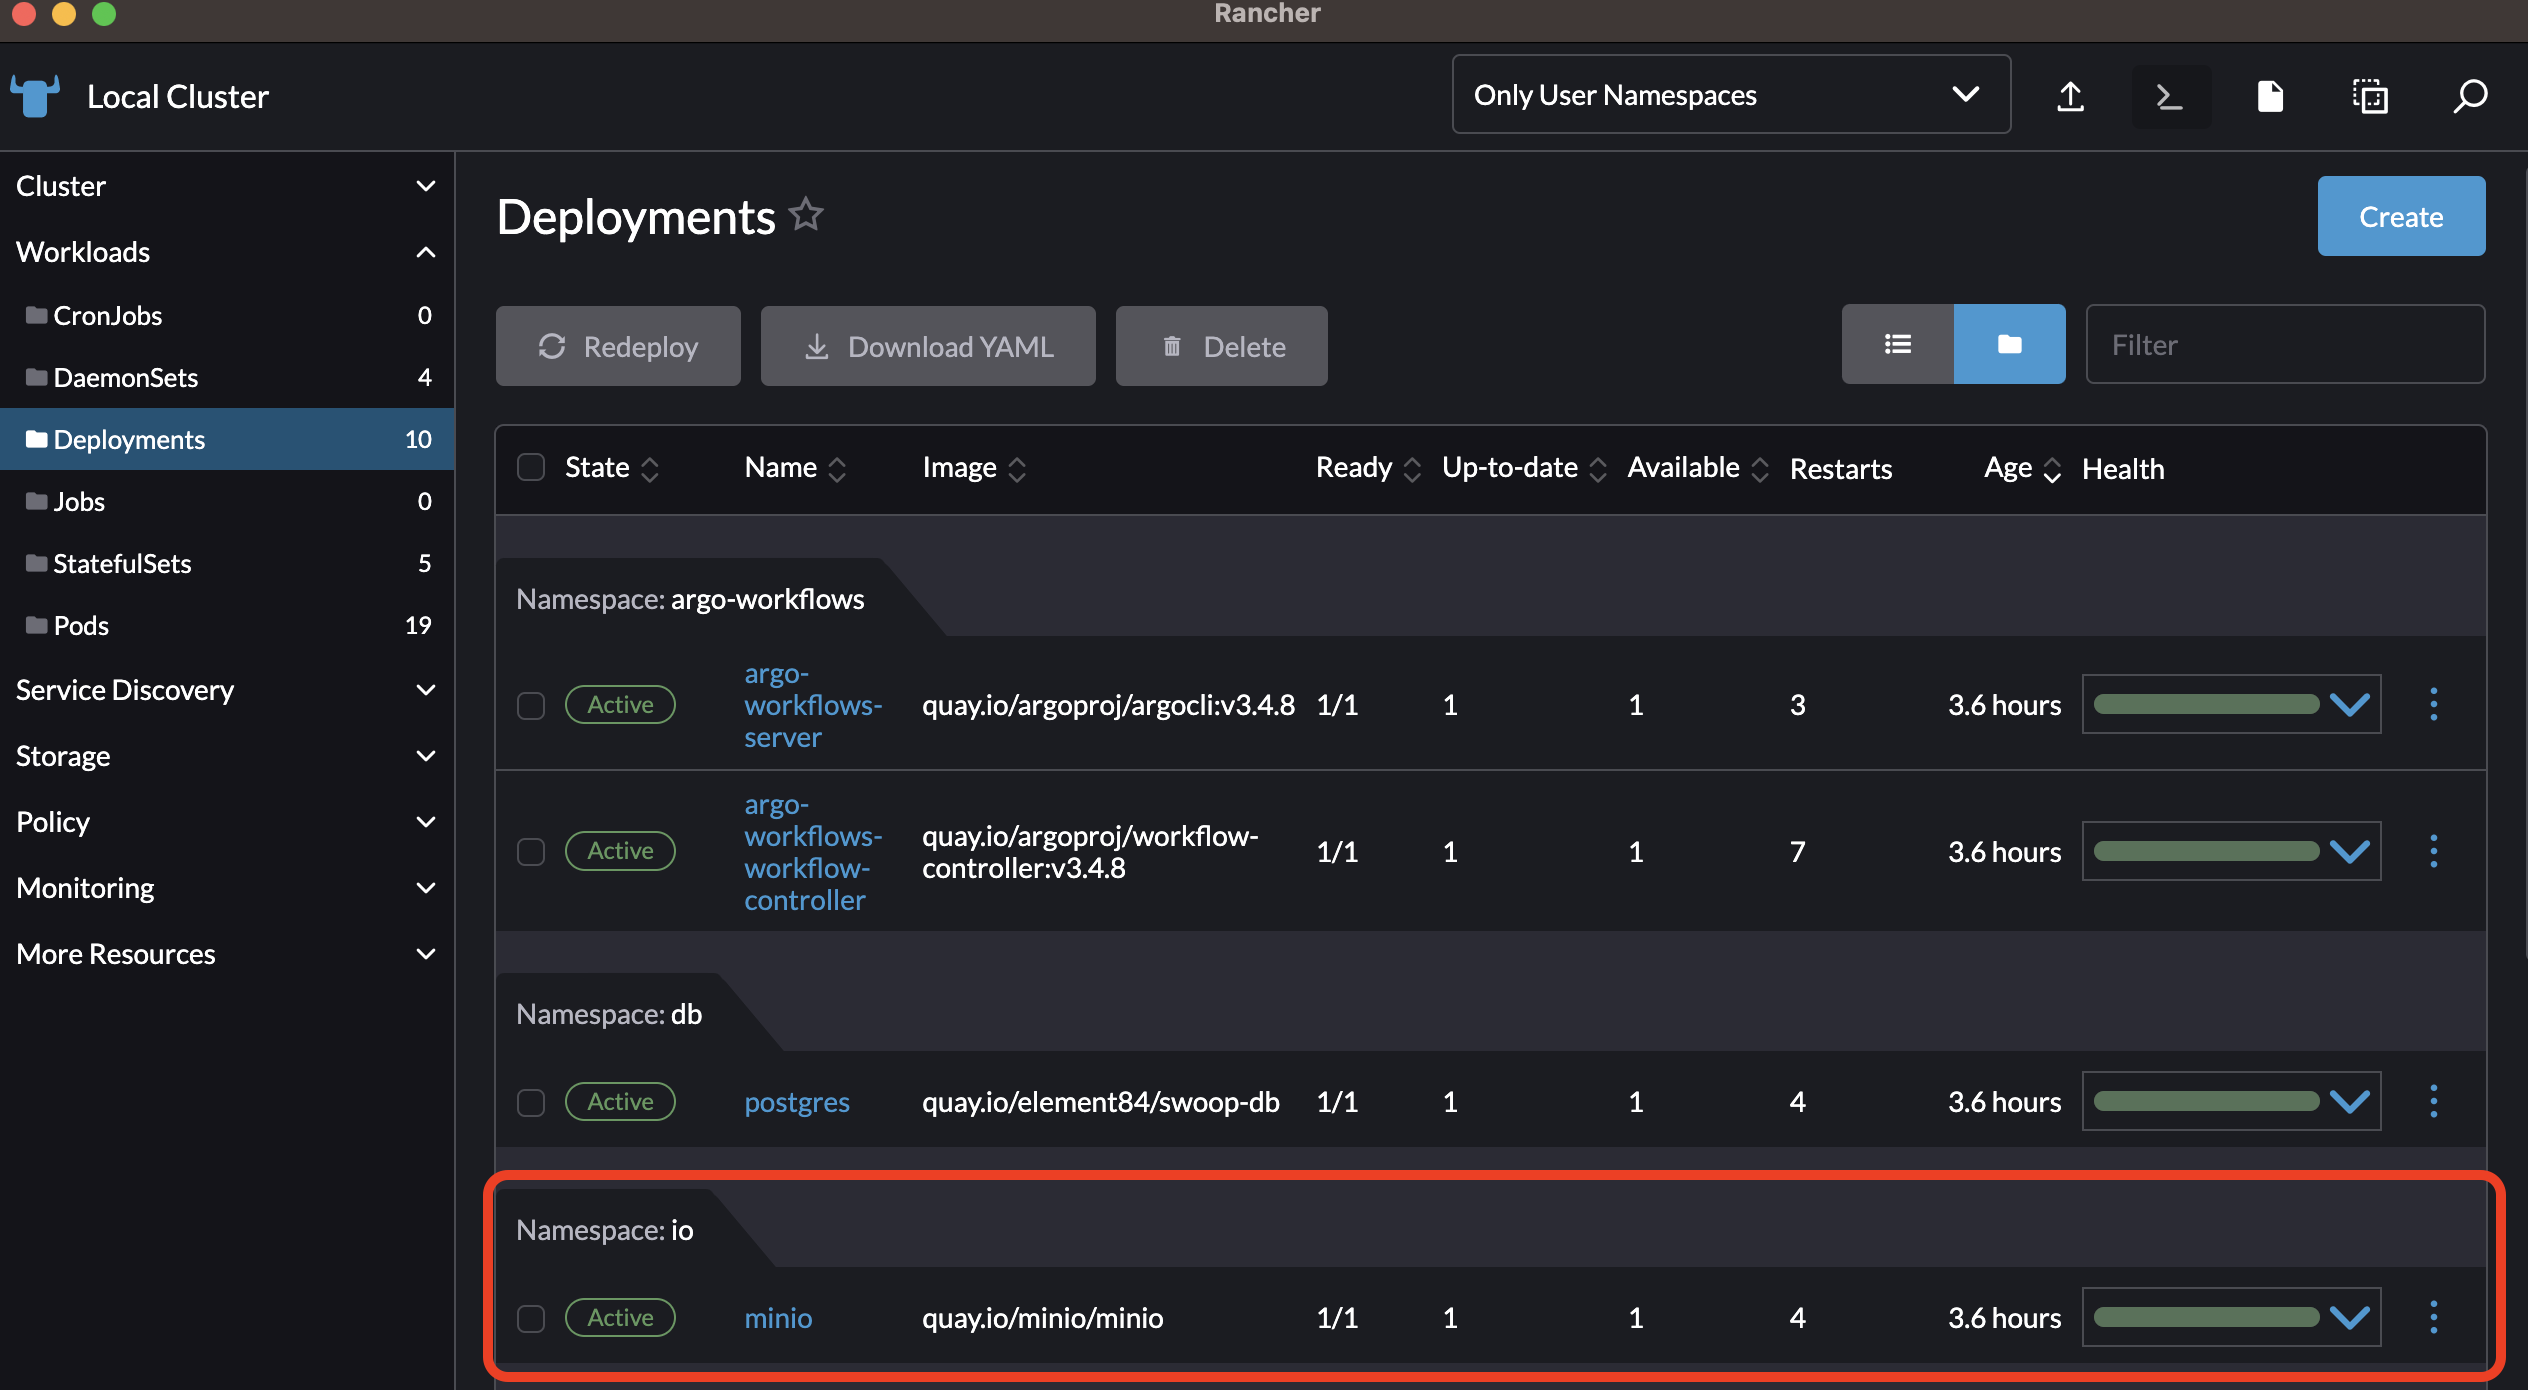 Rancher
Local Cluster
Only User Namespaces
Cluster
Workloads
CronJobs 0
DaemonSets 4
Deployments 10
Jobs 0
StatefulSets 5
Pods 19
Service Discovery
Storage
Policy
Monitoring
More Resources
Deployments
Create
Redeploy
Download YAML
Delete
Filter
State Name Image Ready Up-to-date Available Restarts Age Health
Namespace: argo-workflows
Active argo-workflows-server quay.io/argoproj/argocli:v3.4.8 1/1 1 1 3 3.6 hours
Active argo-workflows-workflow-controller quay.io/argoproj/workflow-controller:v3.4.8 1/1 1 1 7 3.6 hours
Namespace: db
Active postgres quay.io/element84/swoop-db 1/1 1 1 4 3.6 hours
Namespace: io
Active minio quay.io/minio/minio 1/1 1 1 4 3.6 hours